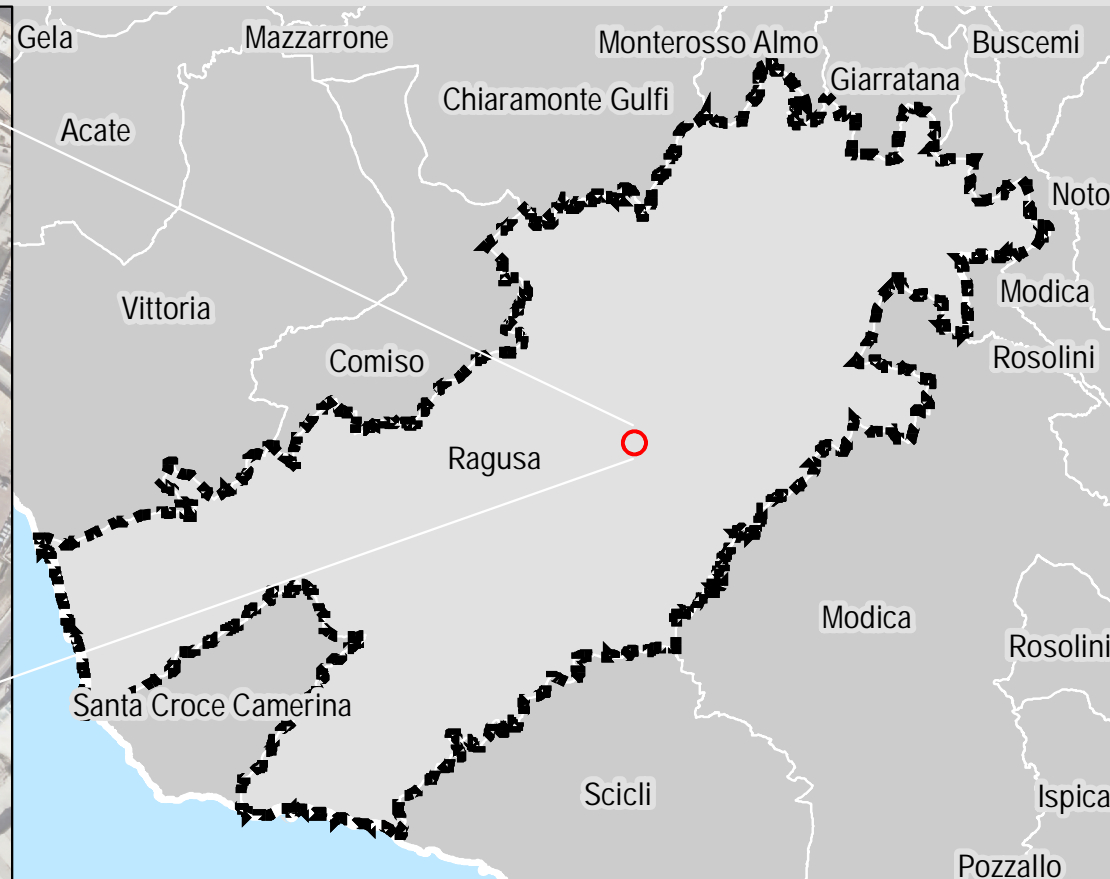 Gela
Mazzarrone
Monterosso Almo
Buscemi
Giarratana
Chiaramonte Gulfi
Acate
Noto
Modica
Vittoria
Comiso
Rosolini
Ragusa
Modica
Rosolini
Santa Croce Camerina
Scicli
Ispica
Pozzallo